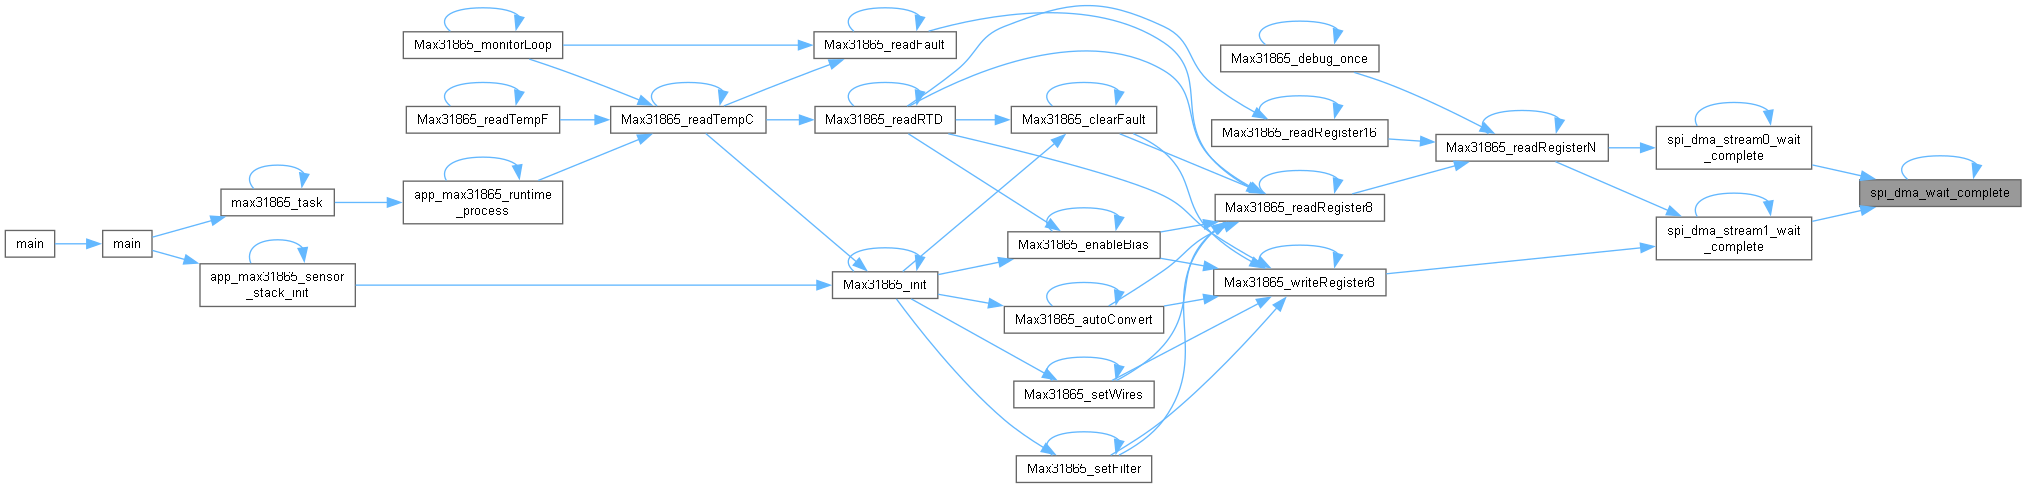 Max31865_monitorLoop
Max31865_readFault
Max31865_debug_once
Max31865_readTempF
Max31865_readTempC
Max31865_readRTD
Max31865_clearFault
Max31865_readRegister16
Max31865_readRegisterN
spi_dma_stream0_wait
_complete
spi_dma_wait_complete
max31865_task
app_max31865_runtime
_process
Max31865_readRegister8
main
main
Max31865_enableBias
spi_dma_stream1_wait
_complete
app_max31865_sensor
_stack_init
Max31865_init
Max31865_writeRegister8
Max31865_autoConvert
Max31865_setWires
Max31865_setFilter